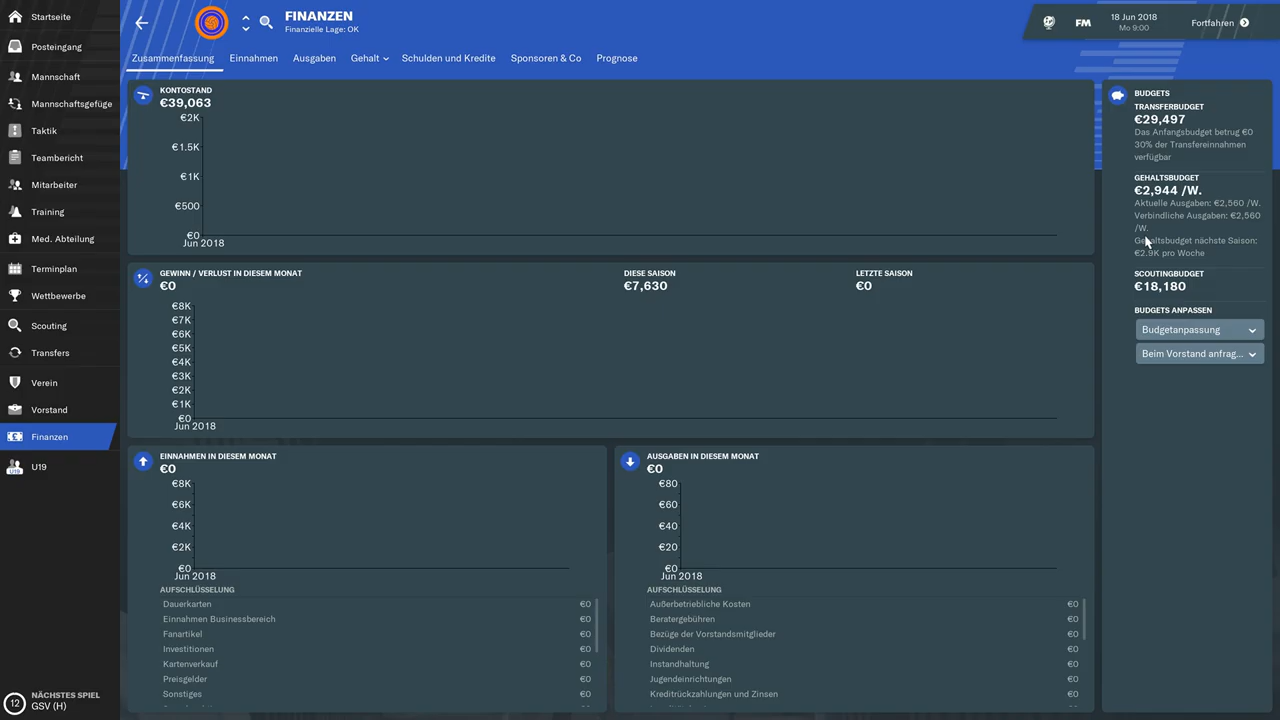 Startseite
Posteingang
Mannschaft
Mannschaftsgefüge
Taktik
Teambericht
Mitarbeiter
Training
Med. Abteilung
Terminplan
Wettbewerbe
Scouting
Transfers
Verein
Vorstand
Finanzen
U19
U19
12
NÄCHSTES SPIEL
GSV (H)
FINANZEN
Finanzielle Lage: OK
FM
18 Jun 2018
Mo 9:00
Fortfahren
Zusammenfassung Einnahmen Ausgaben Gehalt Schulden und Kredite Sponsoren & Co Prognose
KONTOSTAND
€39,063
€2K
€1.5K
€1K
€500
€0
Jun 2018
GEWINN / VERLUST IN DIESEM MONAT
€0
DIESE SAISON
€7,630
LETZTE SAISON
€0
€8K
€7K
€6K
€5K
€4K
€3K
€2K
€1K
€0
Jun 2018
EINNAHMEN IN DIESEM MONAT
€0
€8K
€6K
€4K
€2K
€0
Jun 2018
AUFSCHLÜSSELUNG
Dauerkarten €0
Einnahmen Businessbereich €0
Fanartikel €0
Investitionen €0
Kartenverkauf €0
Preisgelder €0
Sonstiges €0
AUSGABEN IN DIESEM MONAT
€0
€80
€60
€40
€20
€0
Jun 2018
AUFSCHLÜSSELUNG
Außerbetriebliche Kosten €0
Beratergebühren €0
Bezüge der Vorstandsmitglieder €0
Dividenden €0
Instandhaltung €0
Jugendeinrichtungen €0
Kreditrückzahlungen und Zinsen €0
BUDGETS
TRANSFERBUDGET
€29,497
Das Anfangsbudget betrug €0
30% der Transfereinnahmen
verfügbar
GEHALTSBUDGET
€2,944 /W.
Aktuelle Ausgaben: €2,560 /W.
Verbindliche Ausgaben: €2,560
/W.
Gehaltsbudget nächste Saison:
€2.9K pro Woche
SCOUTINGBUDGET
€18,180
BUDGETS ANPASSEN
Budgetanpassung
Beim Vorstand anfrag...